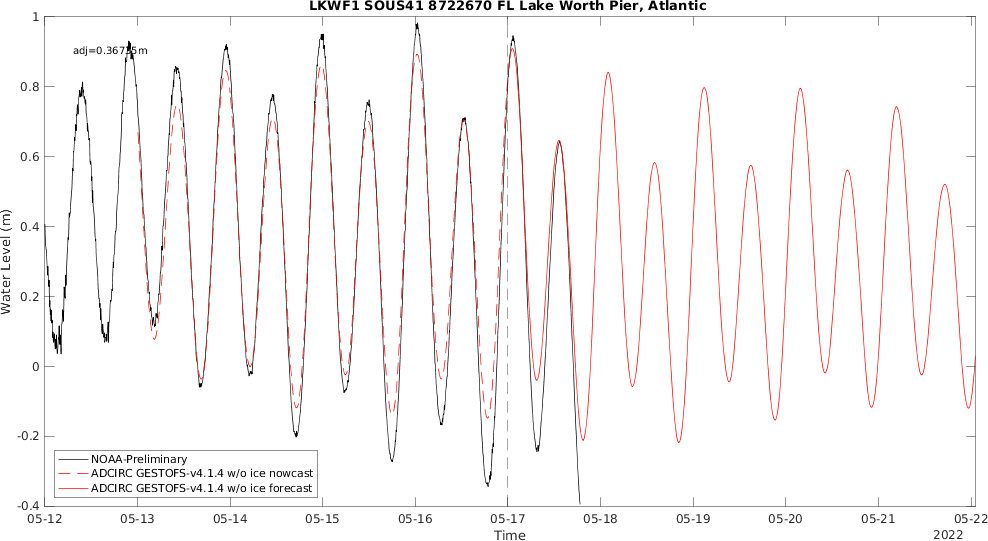 LKWF1 SOUS41 8722670 FL Lake Worth Pier, Atlantic
1
adj=0.36755m
0.8
0.6
0.4
0.2
0
-0.2
-0.4
Water Level (m)
NOAA-Preliminary
ADCIRC GESTOFS-v4.1.4 w/o ice nowcast
ADCIRC GESTOFS-v4.1.4 w/o ice forecast
05-12 05-13 05-14 05-15 05-16 05-17 05-18 05-19 05-20 05-21 05-22
Time
2022